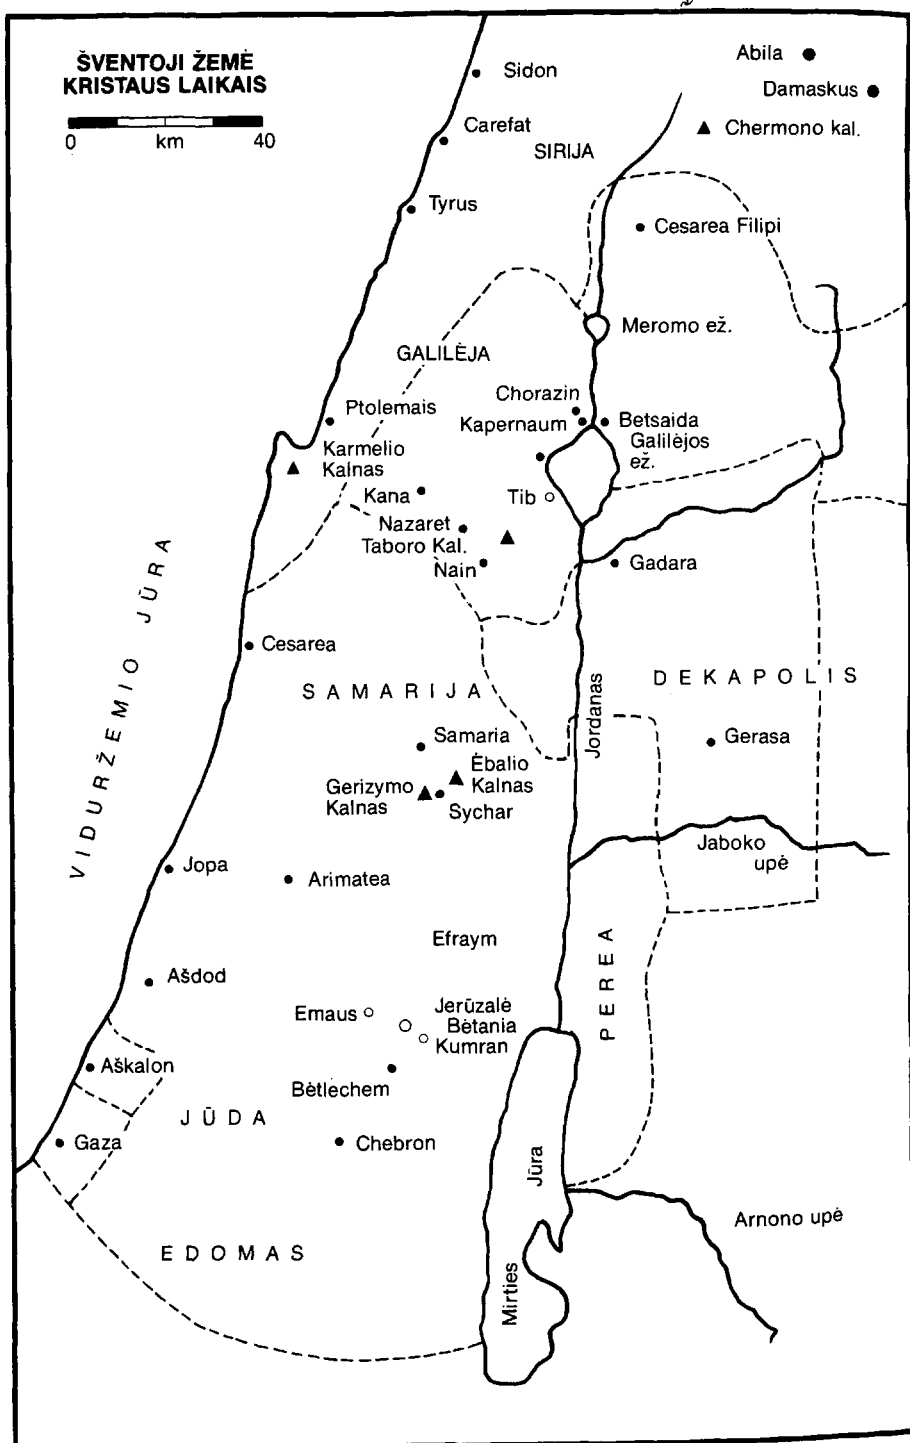 ŠVENTOJI ŽEMĖ
KRISTAUS LAIKAIS
0 km 40
Abila
Damaskus
Chermono kal.
Sidon
Carefat
SIRIJA
Tyrus
Cesarea Filipi
Meromo ež.
GALILĖJA
Chorazin
Ptolemais
Kapernaum
Betsaida
Galilėjos
ež.
Karmelio
Kalnas
Kana
Tib
Nazaret
Taboro Kal.
Nain
Gadara
VIDURŽEMIO JŪRA
Cesarea
SAMARIJA
DEKAPOLIS
Jordanas
Samaria
Gerasa
Ėbalio
Kalnas
Gerizymo
Kalnas
Sychar
Jaboko
upė
Jopa
Arimatea
Efraym
PEREA
Ašdod
Emaus
Jerūzalė
Bėtania
Kumran
Aškalon
Bėtlechem
JŪDA
Gaza
Chebron
Mirties Jūra
Arnono upė
EDOMAS